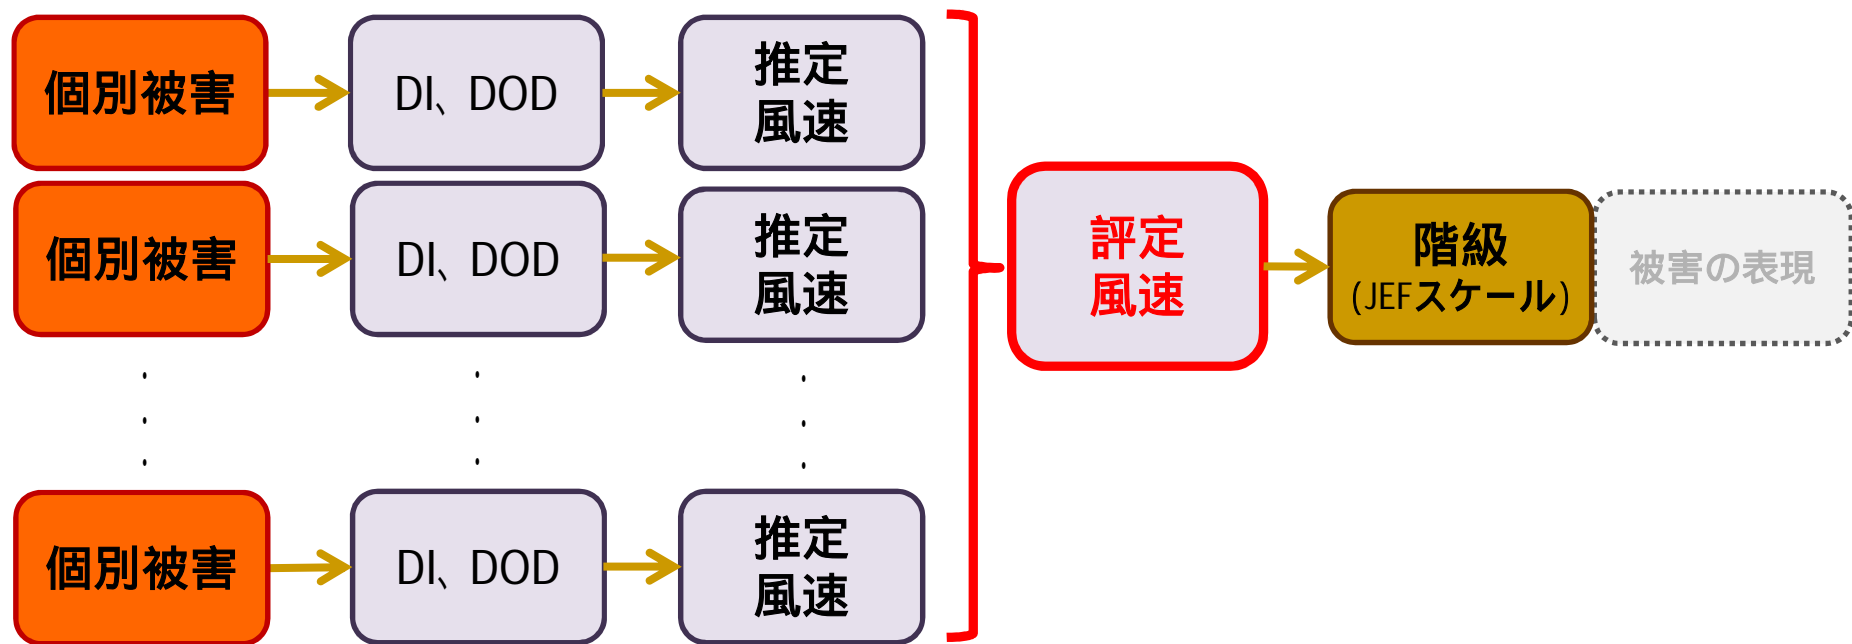 個別被害
DI、DOD
推定
風速
個別被害
DI、DOD
推定
風速
評定
風速
階級
(JEFスケール)
被害の表現
個別被害
DI、DOD
推定
風速